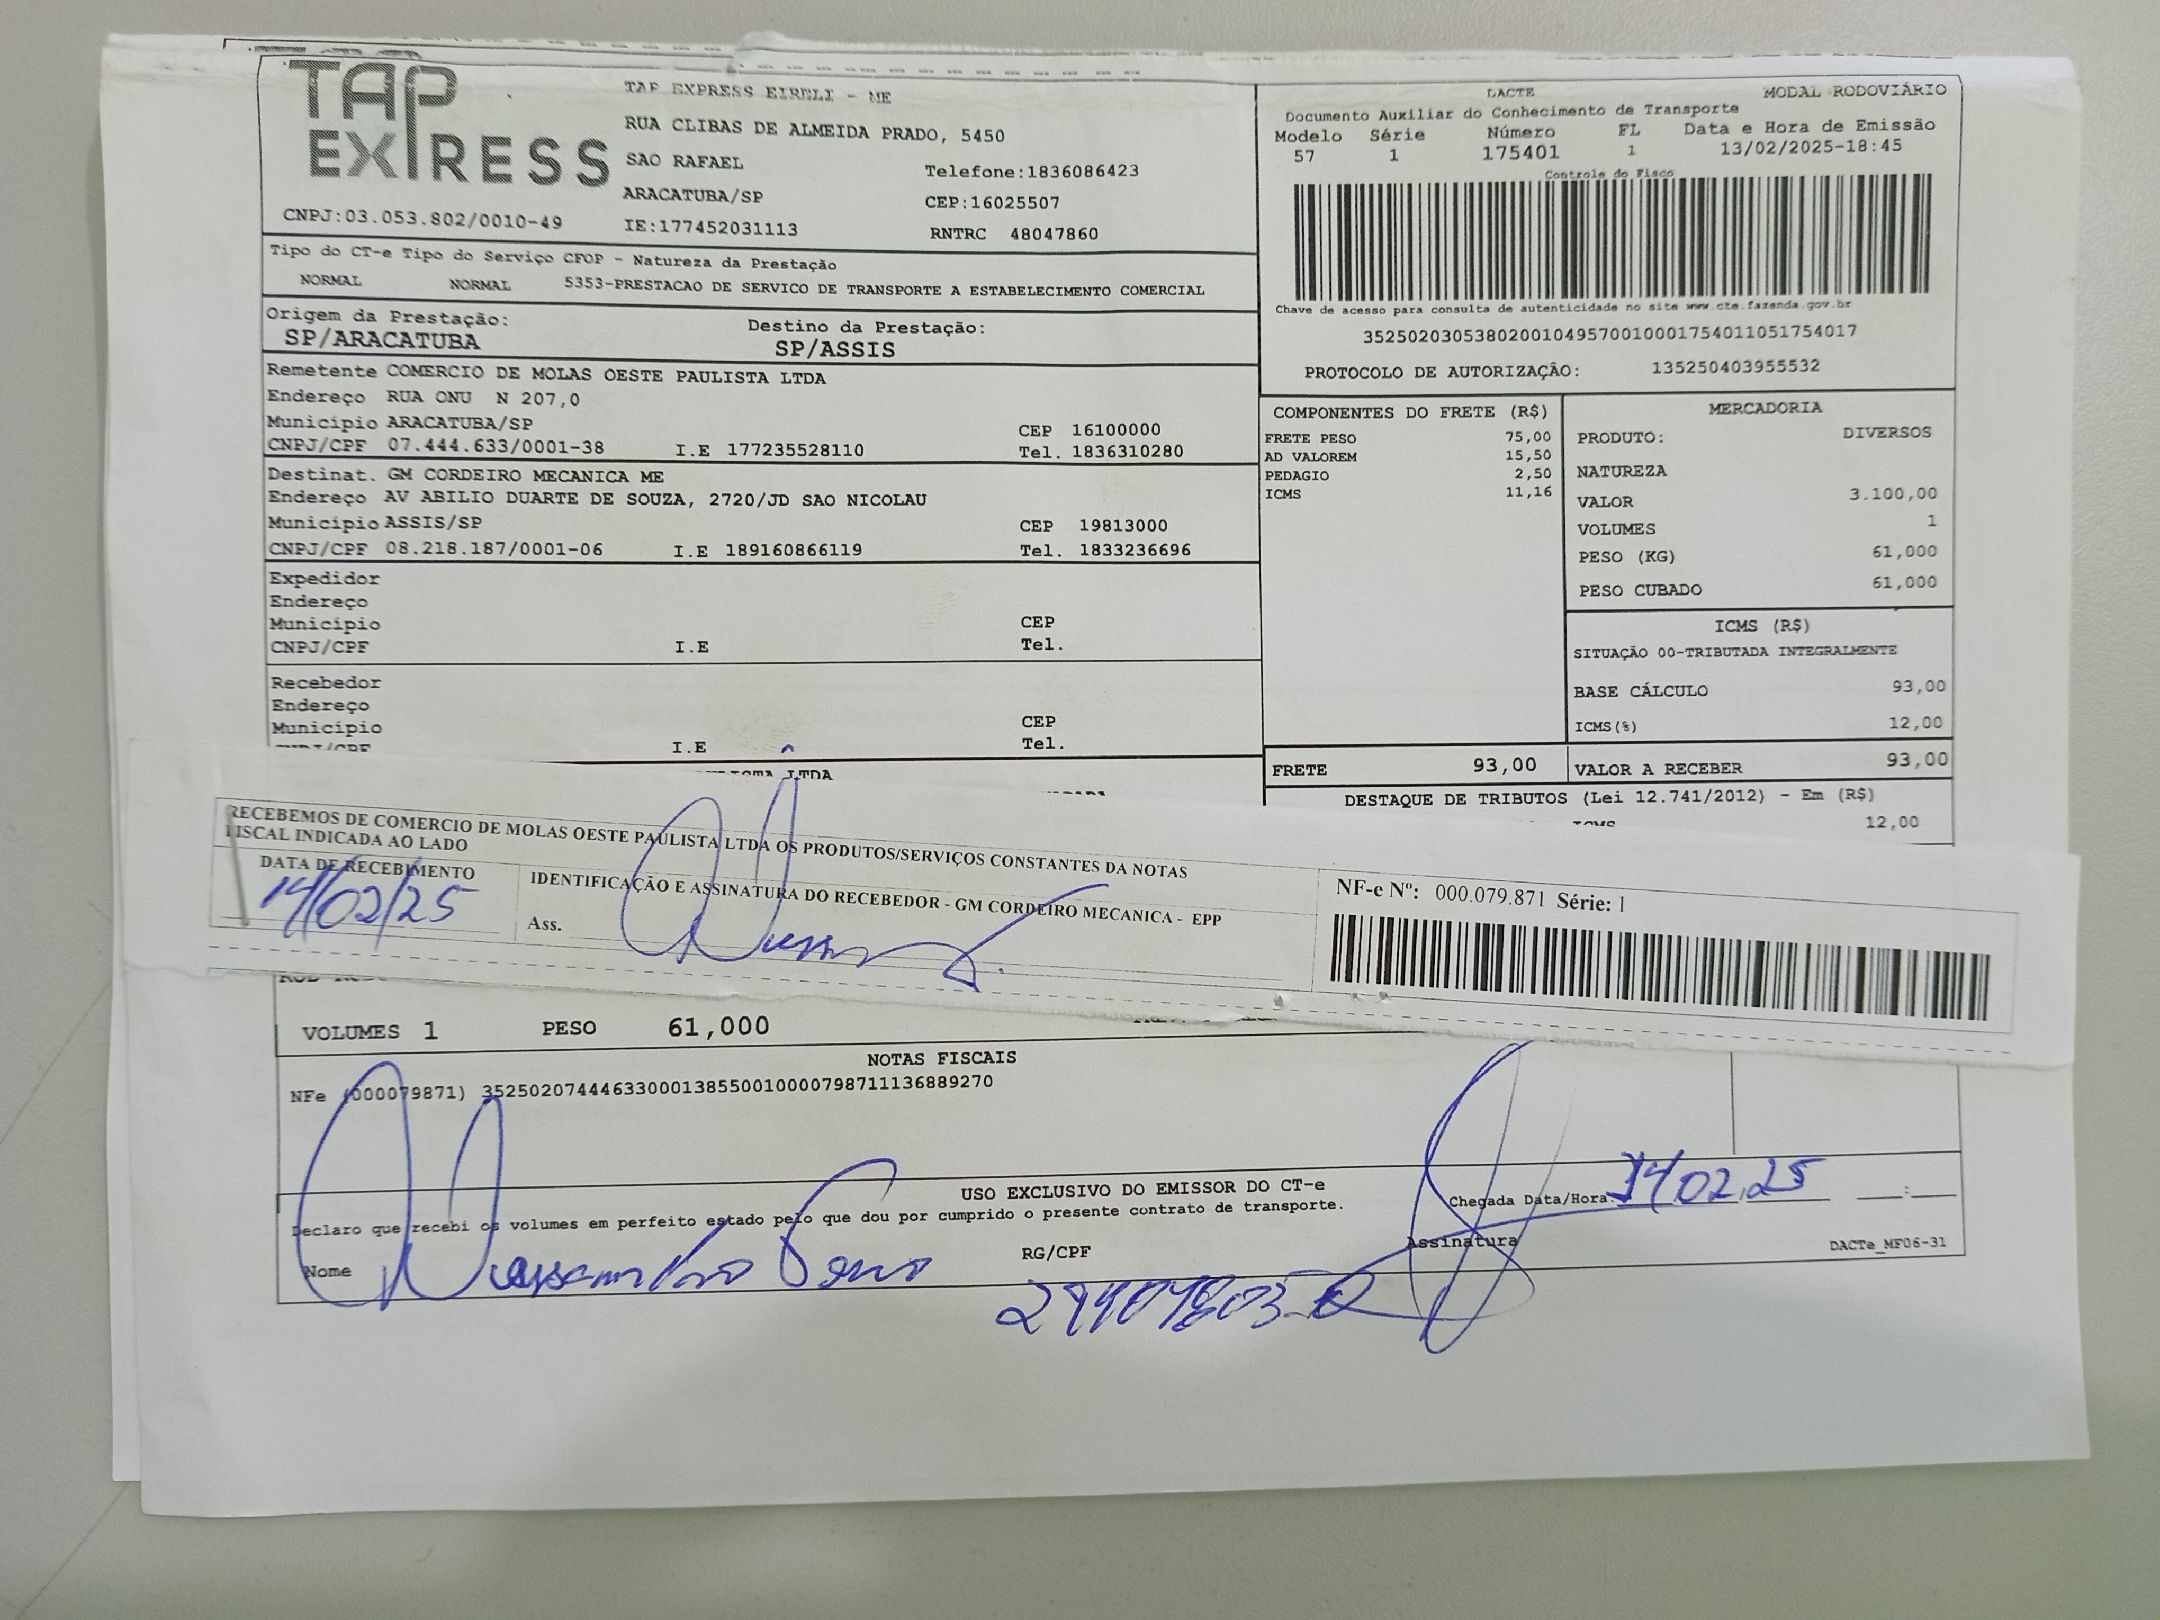 TAP EXPRESS
TAP EXPRESS EIRELI - ME
RUA CLIBAS DE ALMEIDA PRADO, 5450
SAO RAFAEL Telefone:1836086423
ARACATUBA/SP CEP:16025507
CNPJ:03.053.802/0010-49 IE:177452031113 RNTRC 48047860
DACTE MODAL RODOVIÁRIO
Documento Auxiliar do Conhecimento de Transporte
Modelo Série Número FL Data e Hora de Emissão
57 1 175401 1 13/02/2025-18:45
Controle do Fisco
Chave de acesso para consulta de autenticidade no site www.cte.fazenda.gov.br
35250203053802001049570010001754011051754017
PROTOCOLO DE AUTORIZAÇÃO: 135250403955532
Tipo do CT-e Tipo do Serviço CFOP - Natureza da Prestação
NORMAL NORMAL 5353-PRESTACAO DE SERVICO DE TRANSPORTE A ESTABELECIMENTO COMERCIAL
Origem da Prestação: Destino da Prestação:
SP/ARACATUBA SP/ASSIS
Remetente COMERCIO DE MOLAS OESTE PAULISTA LTDA
Endereço RUA ONU N 207,0
Município ARACATUBA/SP CEP 16100000
CNPJ/CPF 07.444.633/0001-38 I.E 177235528110 Tel. 1836310280
Destinat. GM CORDEIRO MECANICA ME
Endereço AV ABILIO DUARTE DE SOUZA, 2720/JD SAO NICOLAU
Município ASSIS/SP CEP 19813000
CNPJ/CPF 08.218.187/0001-06 I.E 189160866119 Tel. 1833236696
Expedidor
Endereço
Município CEP
CNPJ/CPF I.E Tel.
Recebedor
Endereço
Município CEP
CNPJ/CPF I.E Tel.
LTDA
COMPONENTES DO FRETE (R$)
FRETE PESO 75,00
AD VALOREM 15,50
PEDAGIO 2,50
ICMS 11,16
MERCADORIA
PRODUTO: DIVERSOS
NATUREZA
VALOR 3.100,00
VOLUMES 1
PESO (KG) 61,000
PESO CUBADO 61,000
ICMS (R$)
SITUAÇÃO 00-TRIBUTADA INTEGRALMENTE
BASE CÁLCULO 93,00
ICMS(%) 12,00
FRETE 93,00 VALOR A RECEBER 93,00
DESTAQUE DE TRIBUTOS (Lei 12.741/2012) - Em (R$)
ICMS 12,00
RECEBEMOS DE COMERCIO DE MOLAS OESTE PAULISTA LTDA OS PRODUTOS/SERVIÇOS CONSTANTES DA NOTAS
FISCAL INDICADA AO LADO
DATA DE RECEBIMENTO IDENTIFICAÇÃO E ASSINATURA DO RECEBEDOR - GM CORDEIRO MECANICA - EPP
14/02/25 Ass.
NF-e Nº: 000.079.871 Série: 1
VOLUMES 1 PESO 61,000
NOTAS FISCAIS
NFe (000079871) 35250207444633000138550010000798711136889270
USO EXCLUSIVO DO EMISSOR DO CT-e
Declaro que recebi os volumes em perfeito estado pelo que dou por cumprido o presente contrato de transporte.
Chegada Data/Hora: 14/02.25 __:__
Nome RG/CPF Assinatura DACTe_MF06-31